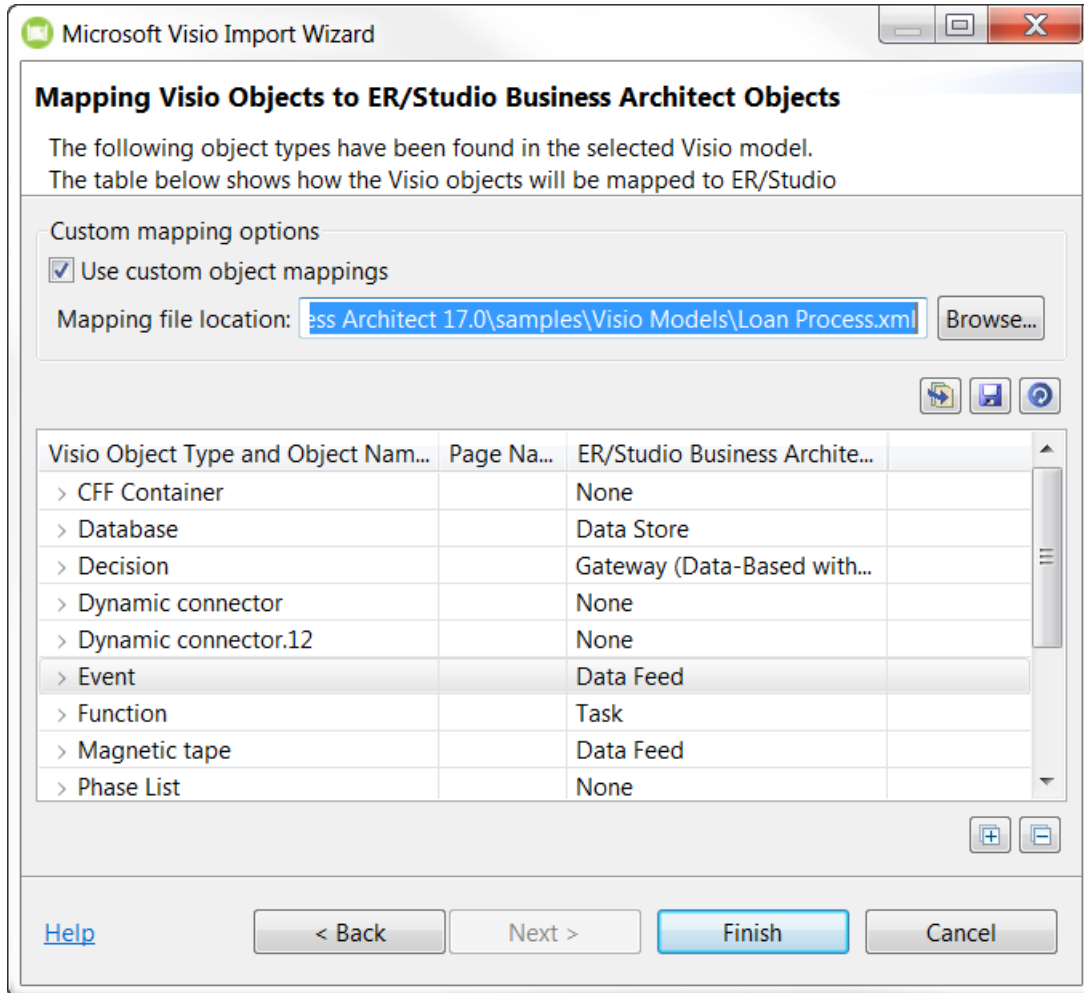 Microsoft Visio Import Wizard
Mapping Visio Objects to ER/Studio Business Architect Objects
The following object types have been found in the selected Visio model.
The table below shows how the Visio objects will be mapped to ER/Studio
Custom mapping options
Use custom object mappings
Mapping file location: ess Architect 17.0\samples\Visio Models\Loan Process.xml Browse...
Visio Object Type and Object Nam... Page Na... ER/Studio Business Archite...
CFF Container None
Database Data Store
Decision Gateway (Data-Based with...
Dynamic connector None
Dynamic connector.12 None
Event Data Feed
Function Task
Magnetic tape Data Feed
Phase List None
Help < Back Next > Finish Cancel